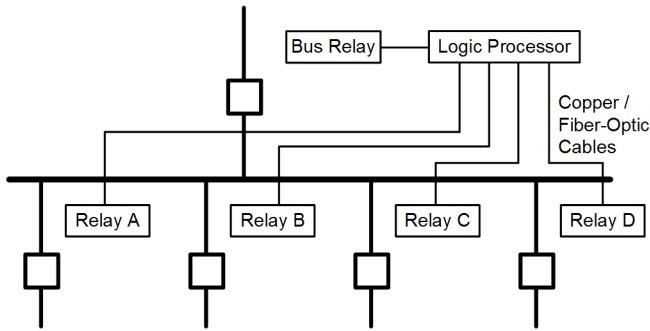 Bus Relay
Logic Processor
Copper /
Fiber-Optic
Cables
Relay A
Relay B
Relay C
Relay D